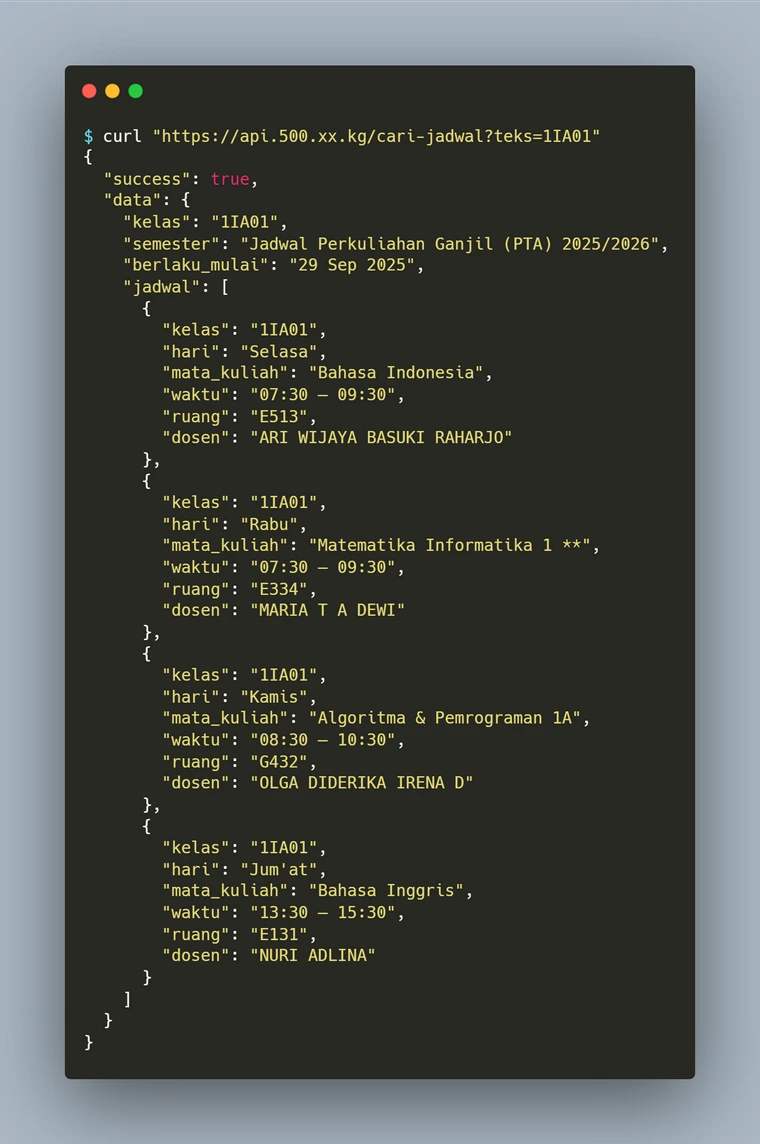 $ curl "https://api.500.xx.kg/cari-jadwal?teks=1IA01"
{
  "success": true,
  "data": {
    "kelas": "1IA01",
    "semester": "Jadwal Perkuliahan Ganjil (PTA) 2025/2026",
    "berlaku_mulai": "29 Sep 2025",
    "jadwal": [
      {
        "kelas": "1IA01",
        "hari": "Selasa",
        "mata_kuliah": "Bahasa Indonesia",
        "waktu": "07:30 – 09:30",
        "ruang": "E513",
        "dosen": "ARI WIJAYA BASUKI RAHARJO"
      },
      {
        "kelas": "1IA01",
        "hari": "Rabu",
        "mata_kuliah": "Matematika Informatika 1 **",
        "waktu": "07:30 – 09:30",
        "ruang": "E334",
        "dosen": "MARIA T A DEWI"
      },
      {
        "kelas": "1IA01",
        "hari": "Kamis",
        "mata_kuliah": "Algoritma & Pemrograman 1A",
        "waktu": "08:30 – 10:30",
        "ruang": "G432",
        "dosen": "OLGA DIDERIKA IRENA D"
      },
      {
        "kelas": "1IA01",
        "hari": "Jum'at",
        "mata_kuliah": "Bahasa Inggris",
        "waktu": "13:30 – 15:30",
        "ruang": "E131",
        "dosen": "NURI ADLINA"
      }
    ]
  }
}